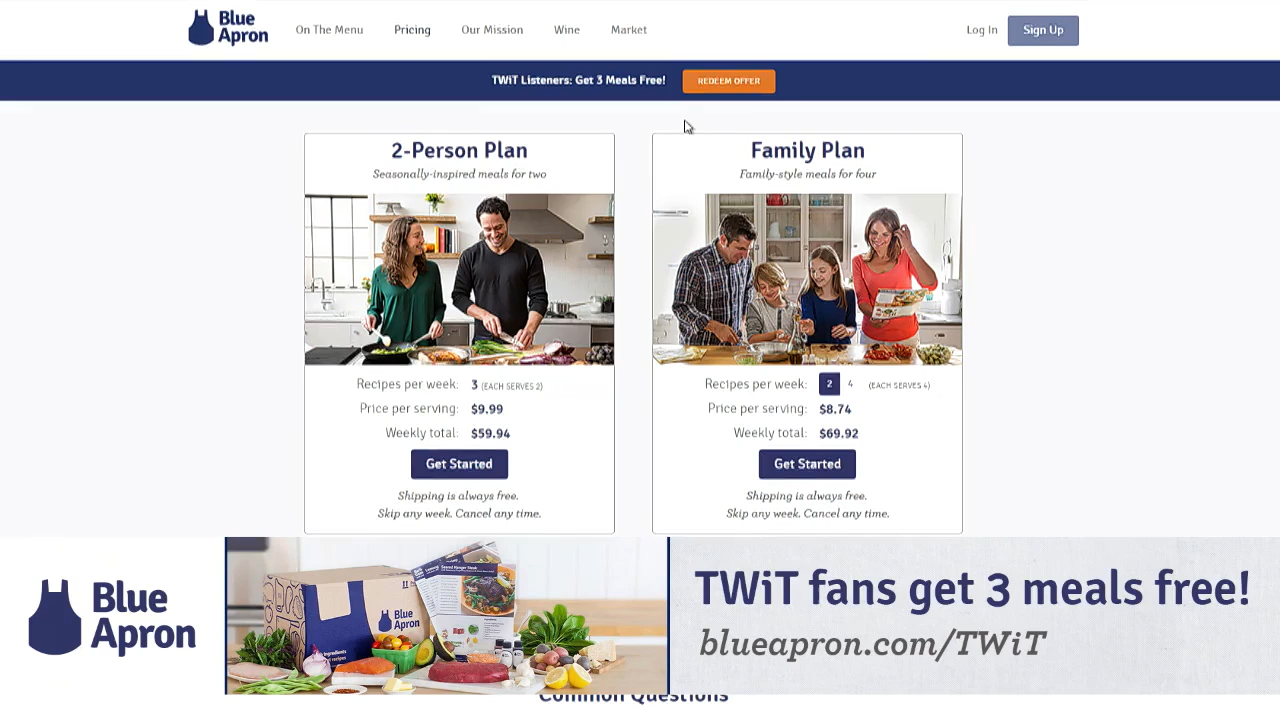 Blue Apron
On The Menu
Pricing
Our Mission
Wine
Market
Log In
Sign Up
TWiT Listeners: Get 3 Meals Free!
REDEEM OFFER
2-Person Plan
Seasonally-inspired meals for two
Recipes per week: 3 (EACH SERVES 2)
Price per serving: $9.99
Weekly total: $59.94
Get Started
Shipping is always free.
Skip any week. Cancel any time.
Family Plan
Family-style meals for four
Recipes per week: 2 4 (EACH SERVES 4)
Price per serving: $8.74
Weekly total: $69.92
Get Started
Shipping is always free.
Skip any week. Cancel any time.
Blue
Apron
Blue
Apron
TWiT fans get 3 meals free!
blueapron.com/TWiT
Common Questions